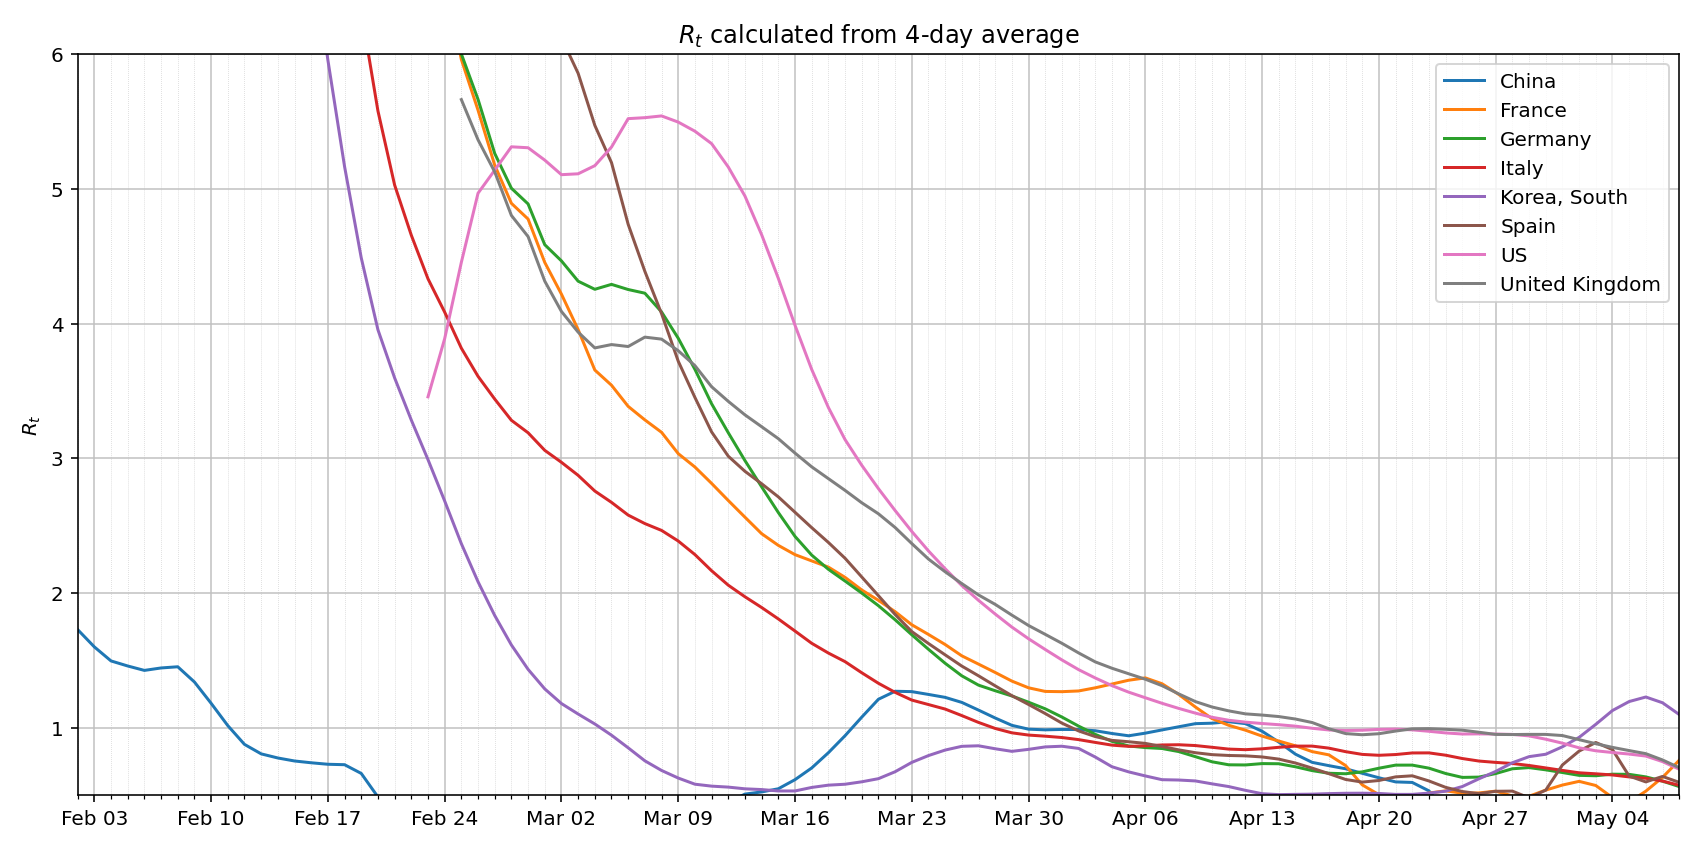 R_t calculated from 4-day average
6
5
4
3
2
1
R_t
China
France
Germany
Italy
Korea, South
Spain
US
United Kingdom
Feb 03 Feb 10 Feb 17 Feb 24 Mar 02 Mar 09 Mar 16 Mar 23 Mar 30 Apr 06 Apr 13 Apr 20 Apr 27 May 04